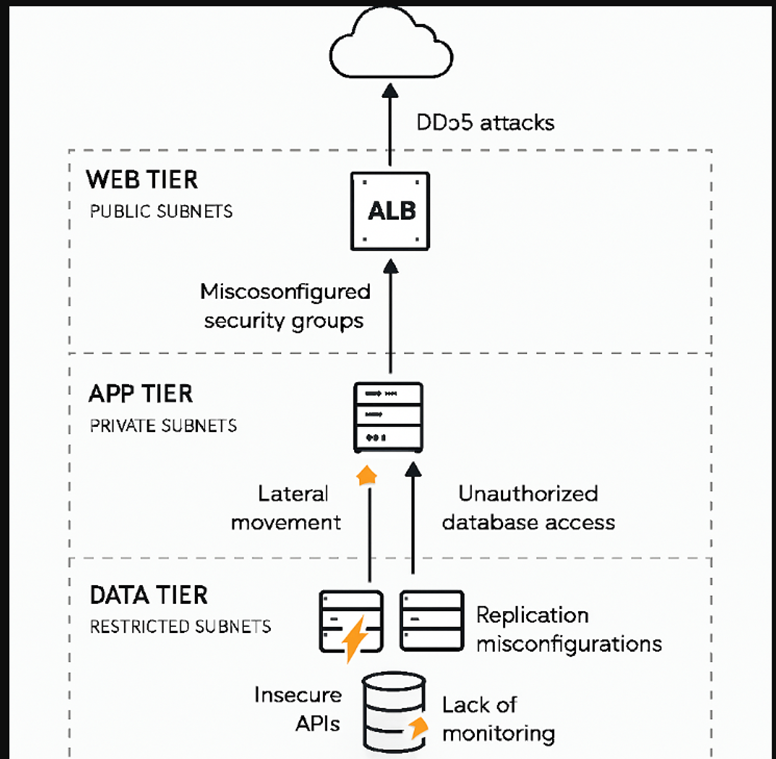 DDo5 attacks
WEB TIER
PUBLIC SUBNETS
ALB
Miscosonfigured
security groups
APP TIER
PRIVATE SUBNETS
Lateral
movement
Unauthorized
database access
DATA TIER
RESTRICTED SUBNETS
Replication
misconfigurations
Insecure
APIs
Lack of
monitoring